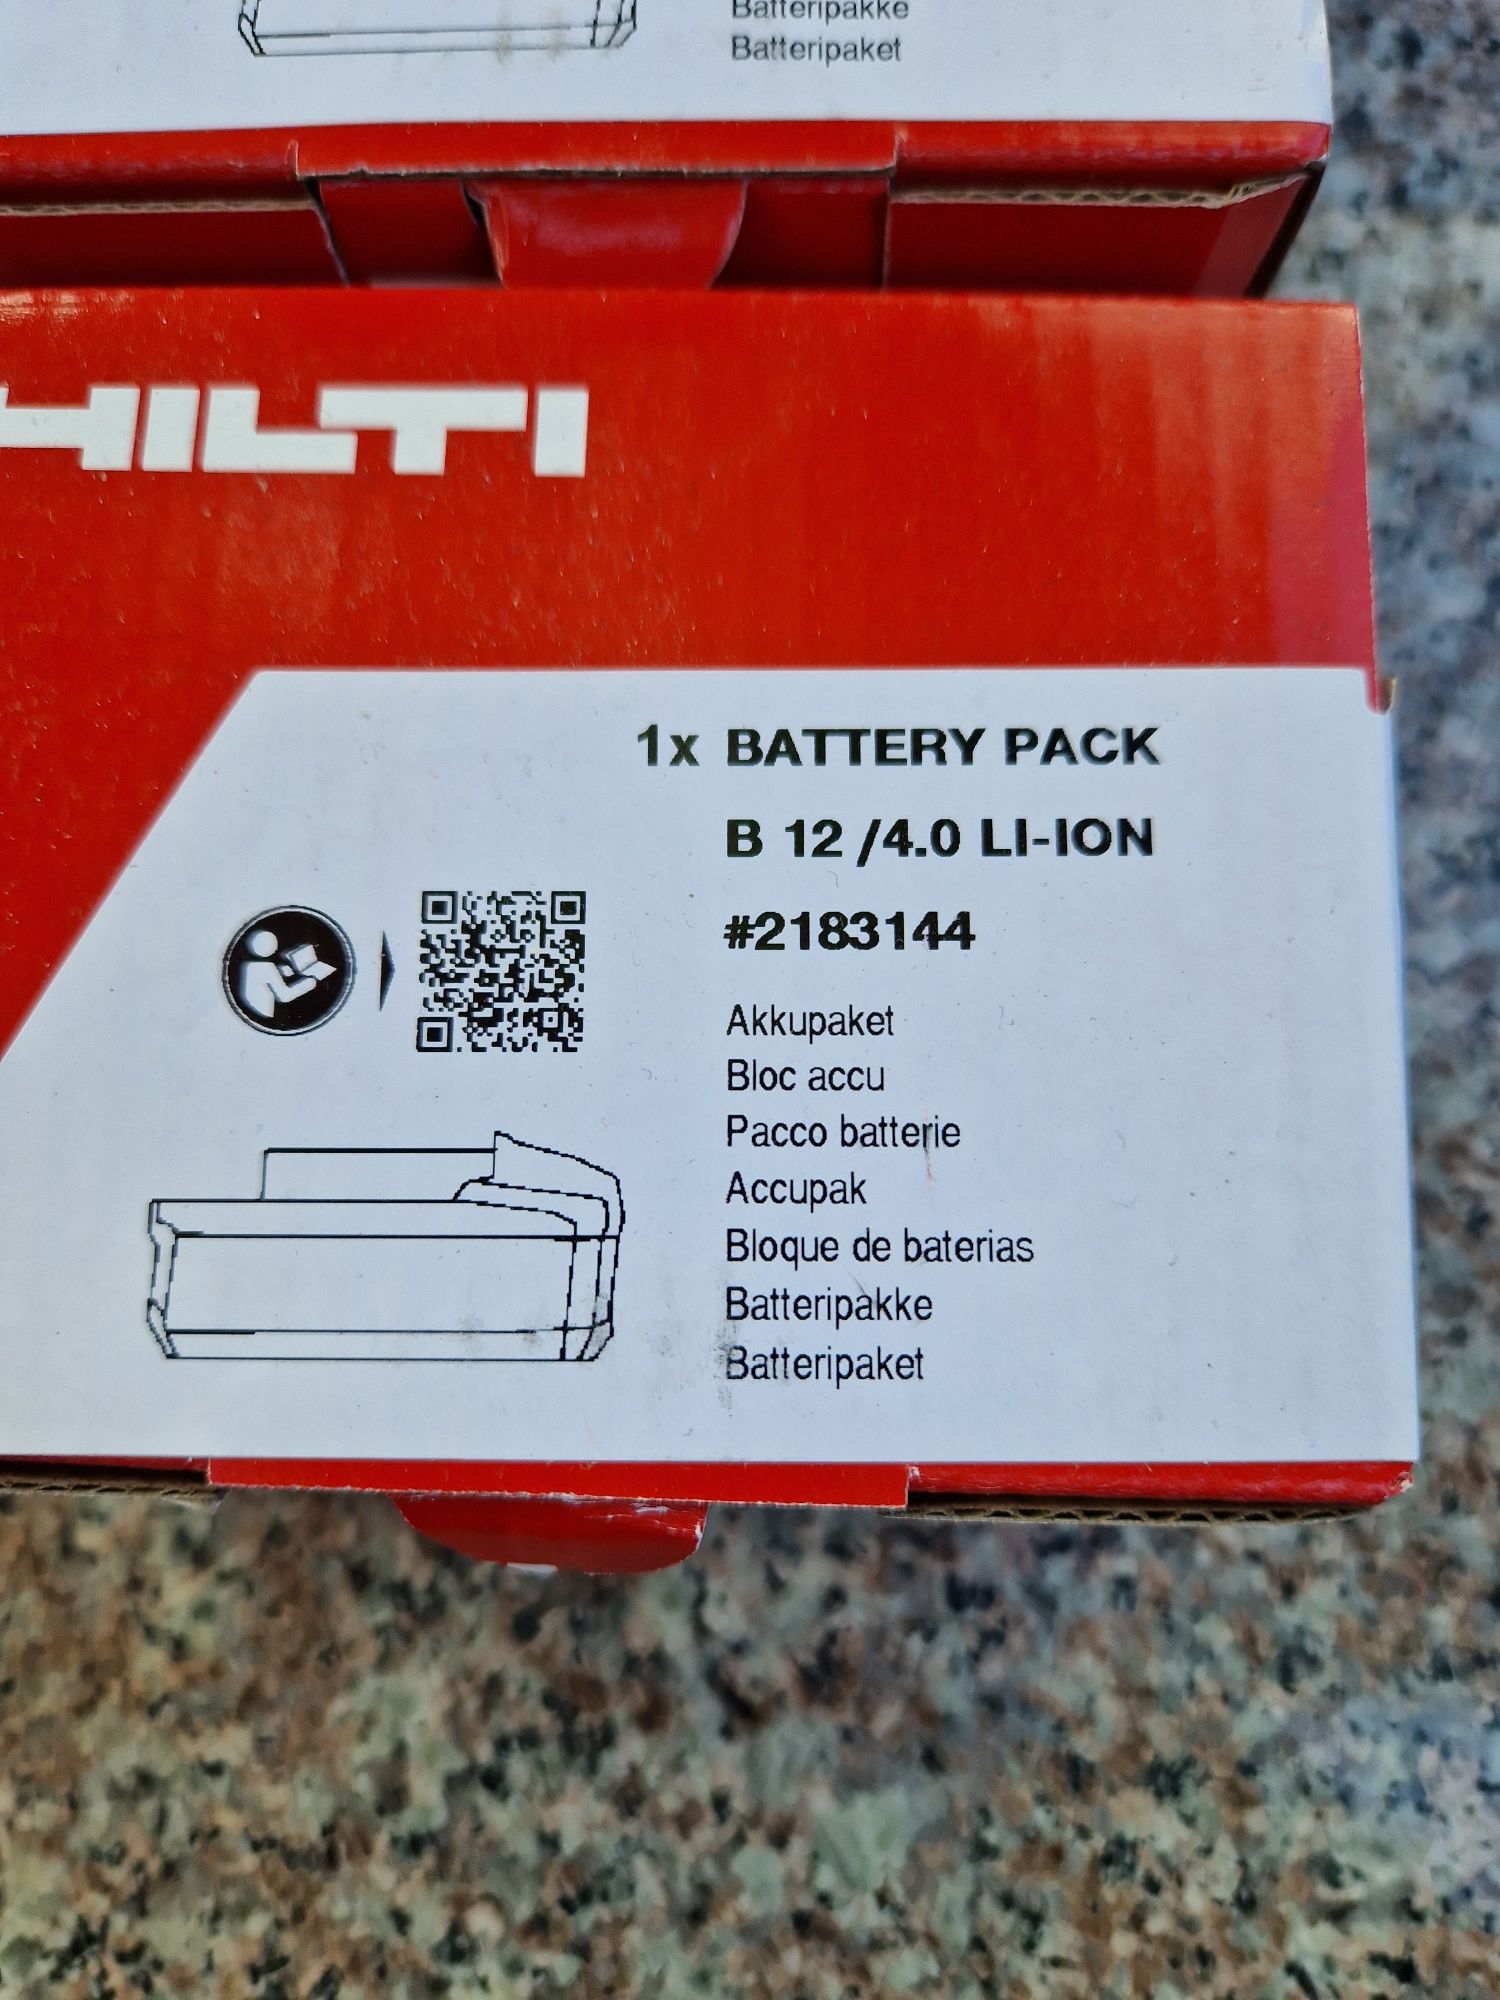 Batteripakke
Batteripaket
HILTI
1x BATTERY PACK
B 12 /4.0 LI-ION
#2183144
Akkupaket
Bloc accu
Pacco batterie
Accupak
Bloque de baterias
Batteripakke
Batteripaket